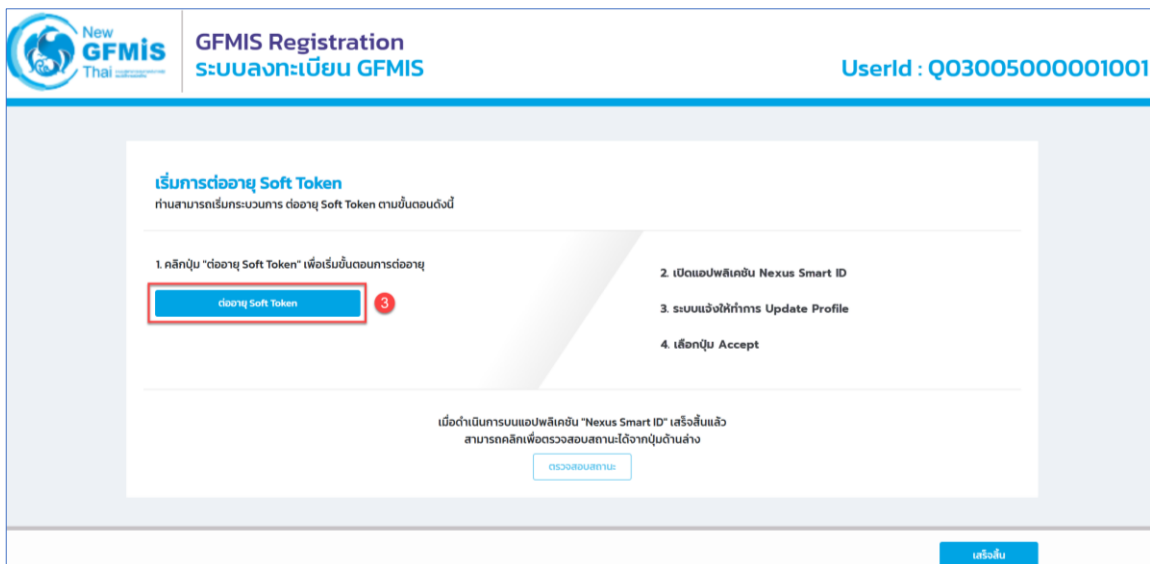 New
GFMiS
Thai
GFMIS Registration
ระบบลงทะเบียน GFMIS
UserId : Q03005000001001
เริ่มการต่ออายุ Soft Token
ท่านสามารถเริ่มกระบวนการ ต่ออายุ Soft Token ตามขั้นตอนดังนี้
1. คลิกปุ่ม "ต่ออายุ Soft Token" เพื่อเริ่มขั้นตอนการต่ออายุ
ต่ออายุ Soft Token
3
2. เปิดแอปพลิเคชัน Nexus Smart ID
3. ระบบแจ้งให้ทำการ Update Profile
4. เลือกปุ่ม Accept
เมื่อดำเนินการบนแอปพลิเคชัน "Nexus Smart ID" เสร็จสิ้นแล้ว
สามารถคลิกเพื่อตรวจสอบสถานะได้จากปุ่มด้านล่าง
ตรวจสอบสถานะ
เสร็จสิ้น